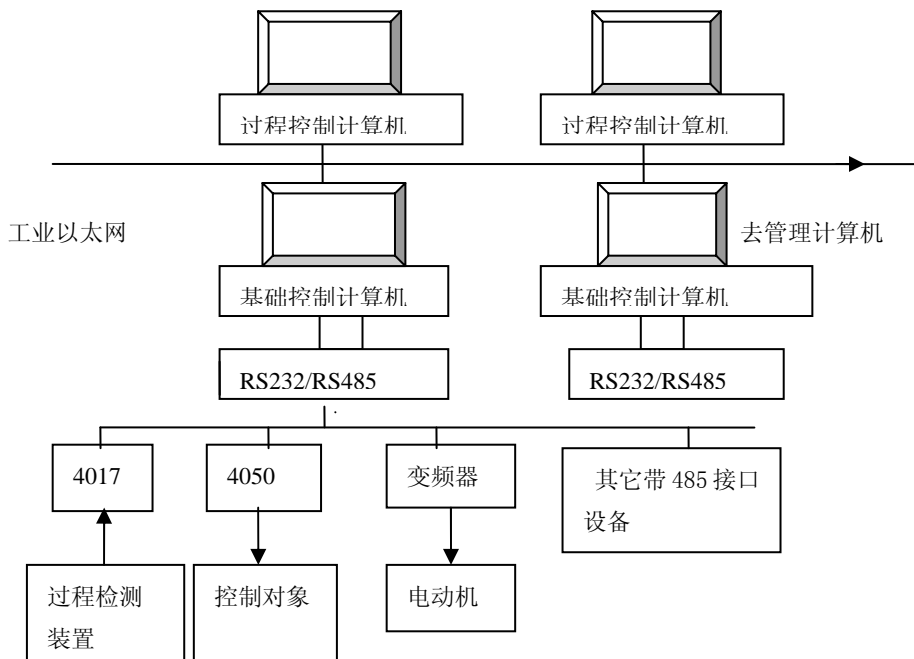 过程控制计算机
过程控制计算机
工业以太网
去管理计算机
基础控制计算机
基础控制计算机
RS232/RS485
RS232/RS485
4017
4050
变频器
其它带 485 接口
设备
过程检测
装置
控制对象
电动机